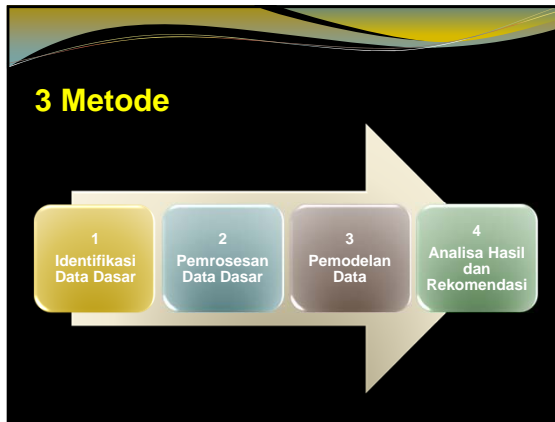 3 Metode
1
Identifikasi
Data Dasar
2
Pemrosesan
Data Dasar
3
Pemodelan
Data
4
Analisa Hasil
dan
Rekomendasi